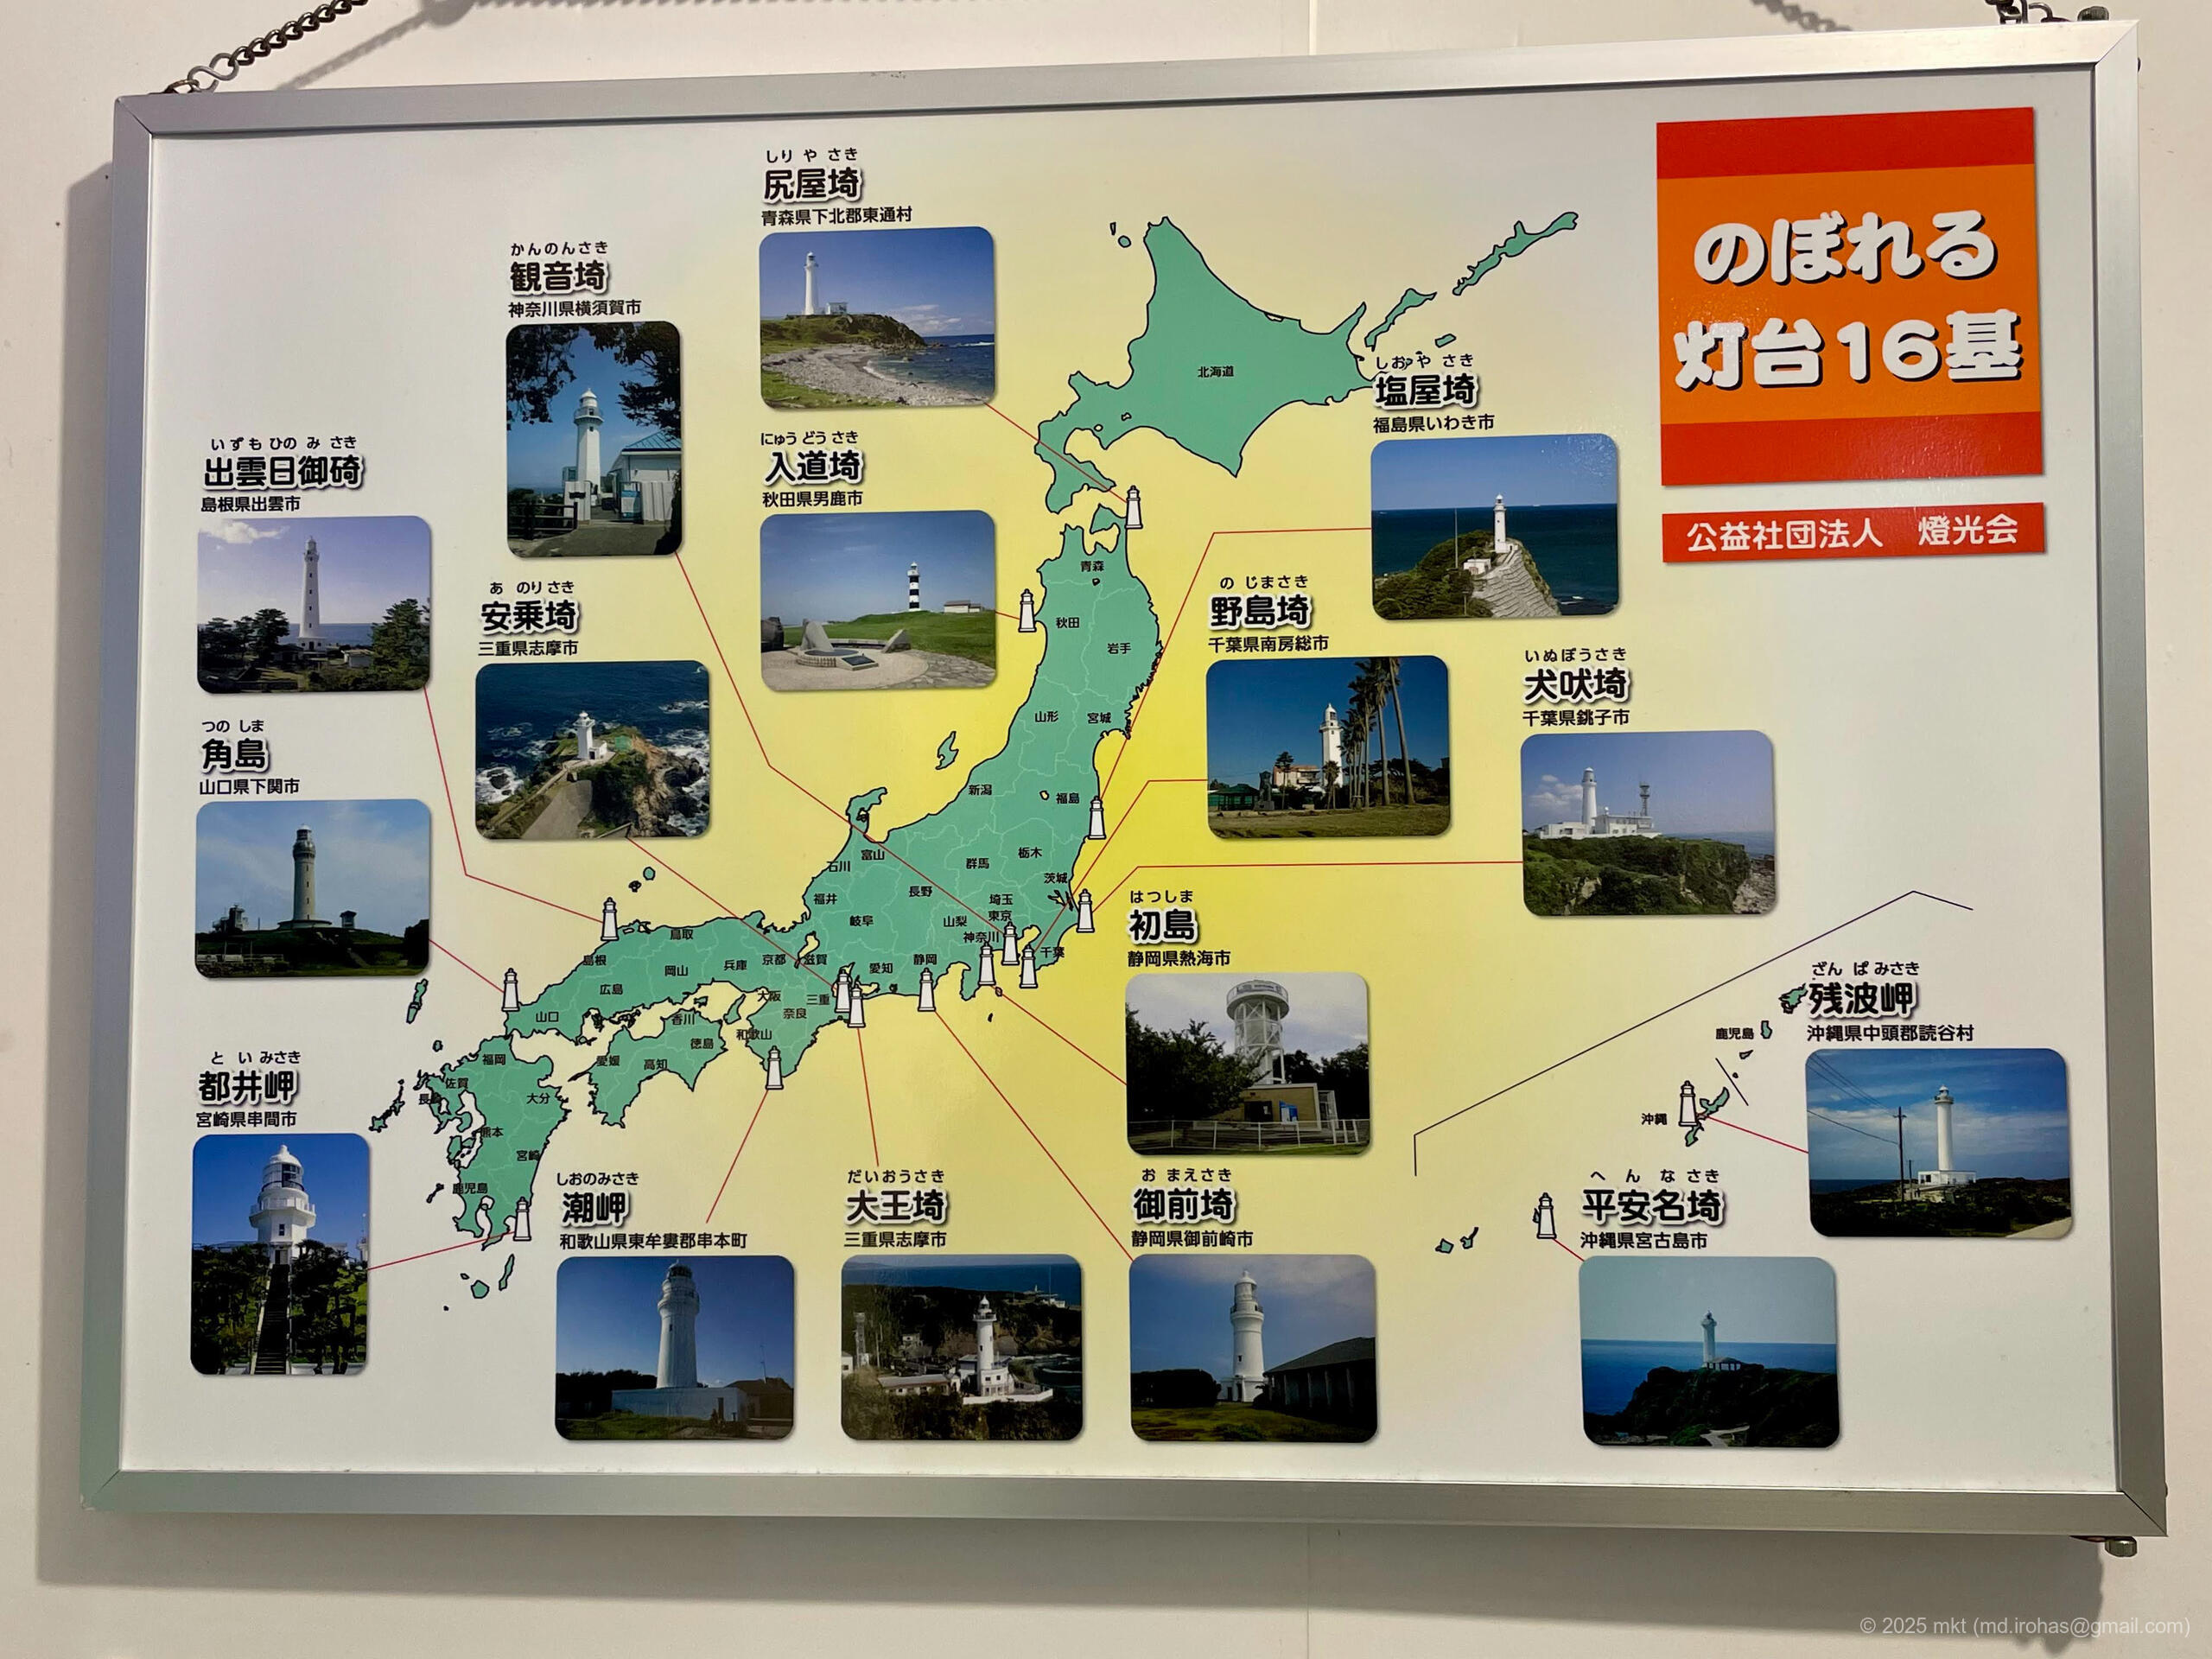 のぼれる
灯台16基
公益社団法人 燈光会
しりやさき
尻屋埼
青森県下北郡東通村
かんのんさき
観音埼
神奈川県横須賀市
にゅうどうさき
入道埼
秋田県男鹿市
しおやさき
塩屋埼
福島県いわき市
いずもひのみさき
出雲日御碕
島根県出雲市
あのりさき
安乗埼
三重県志摩市
のじまさき
野島埼
千葉県南房総市
いぬぼうさき
犬吠埼
千葉県銚子市
つのしま
角島
山口県下関市
はつしま
初島
静岡県熱海市
ざんぱみさき
残波岬
沖縄県中頭郡読谷村
といみさき
都井岬
宮崎県串間市
しおのみさき
潮岬
和歌山県東牟婁郡串本町
だいおうさき
大王埼
三重県志摩市
おまえさき
御前埼
静岡県御前崎市
へんなさき
平安名埼
沖縄県宮古島市
北海道
青森
秋田
岩手
山形
宮城
新潟
福島
富山
石川
群馬
栃木
茨城
福井
長野
埼玉
東京
岐阜
山梨
神奈川
千葉
鳥取
島根
岡山
兵庫
京都
滋賀
愛知
静岡
広島
大阪
三重
奈良
山口
香川
和歌山
徳島
愛媛
高知
福岡
佐賀
長崎
大分
熊本
宮崎
鹿児島
鹿児島
沖縄
© 2025 mkt (md.irohas@gmail.com)